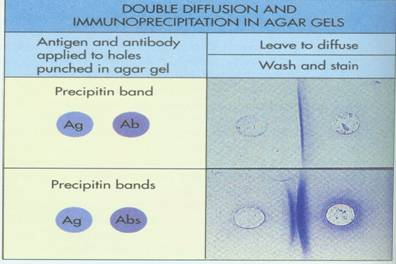 DOUBLE DIFFUSION AND
IMMUNOPRECIPITATION IN AGAR GELS
Antigen and antibody
applied to holes
punched in agar gel
Leave to diffuse
Wash and stain
Precipitin band
Ag Ab
Precipitin bands
Ag Abs